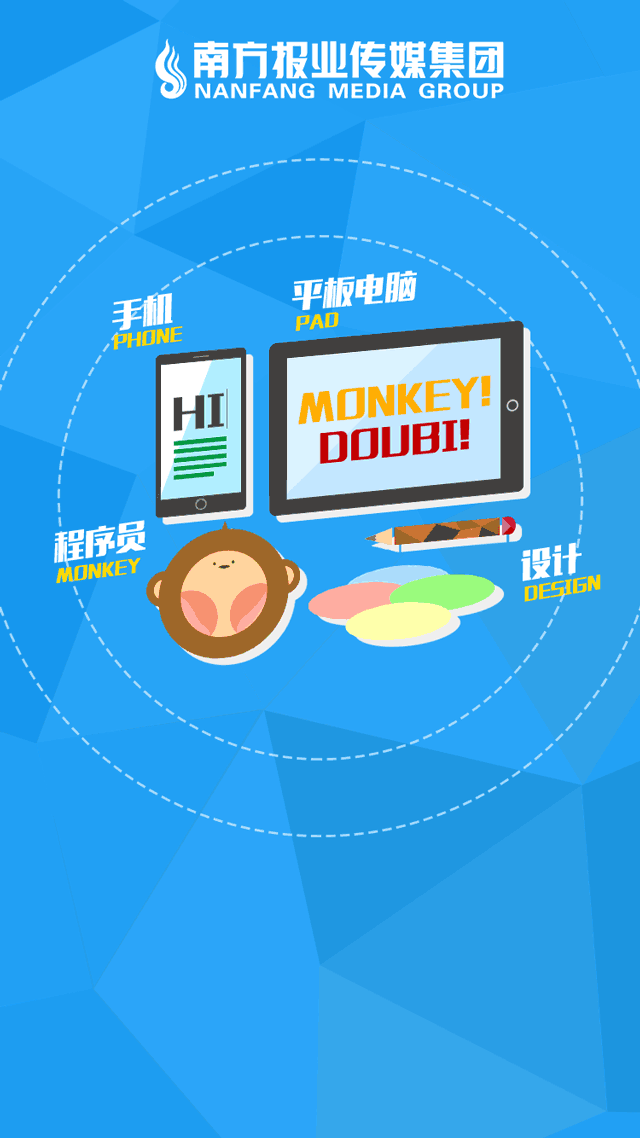 南方报业传媒集团
NANFANG MEDIA GROUP
手机
PHONE
平板电脑
PAD
HI
MONKEY!
DOUBI!
程序员
MONKEY
设计
DESIGN